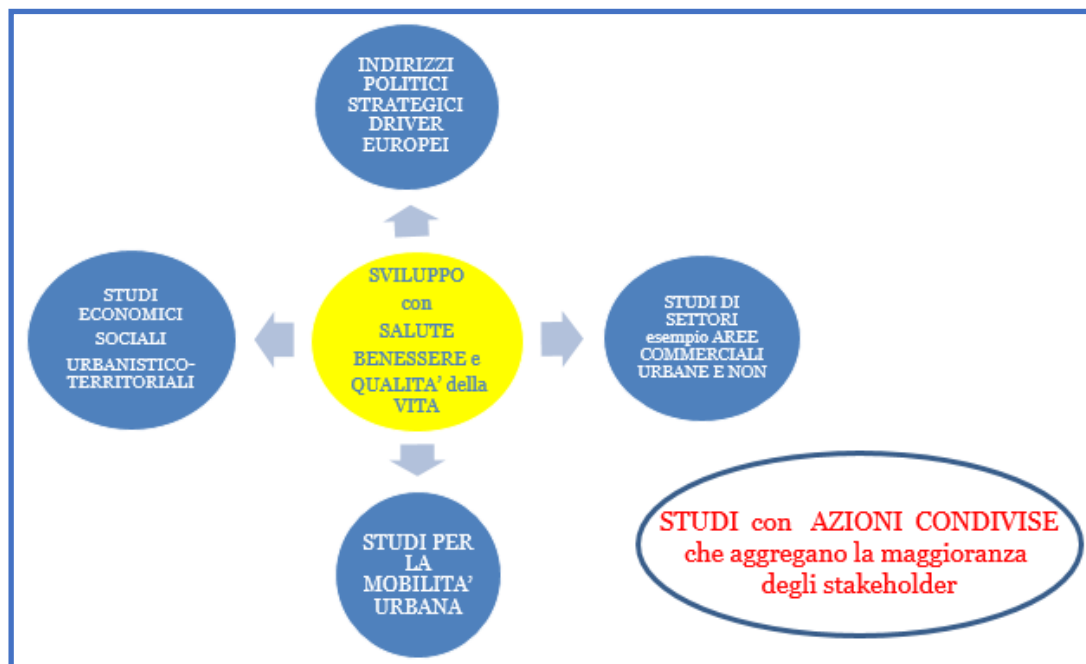 INDIRIZZI
POLITICI
STRATEGICI
DRIVER
EUROPEI
STUDI
ECONOMICI
SOCIALI
URBANISTICO-
TERRITORIALI
SVILUPPO
con
SALUTE
BENESSERE e
QUALITA’ della
VITA
STUDI DI
SETTORI
esempio AREE
COMMERCIALI
URBANE E NON
STUDI PER
LA
MOBILITA’
URBANA
STUDI con AZIONI CONDIVISE
che aggregano la maggioranza
degli stakeholder